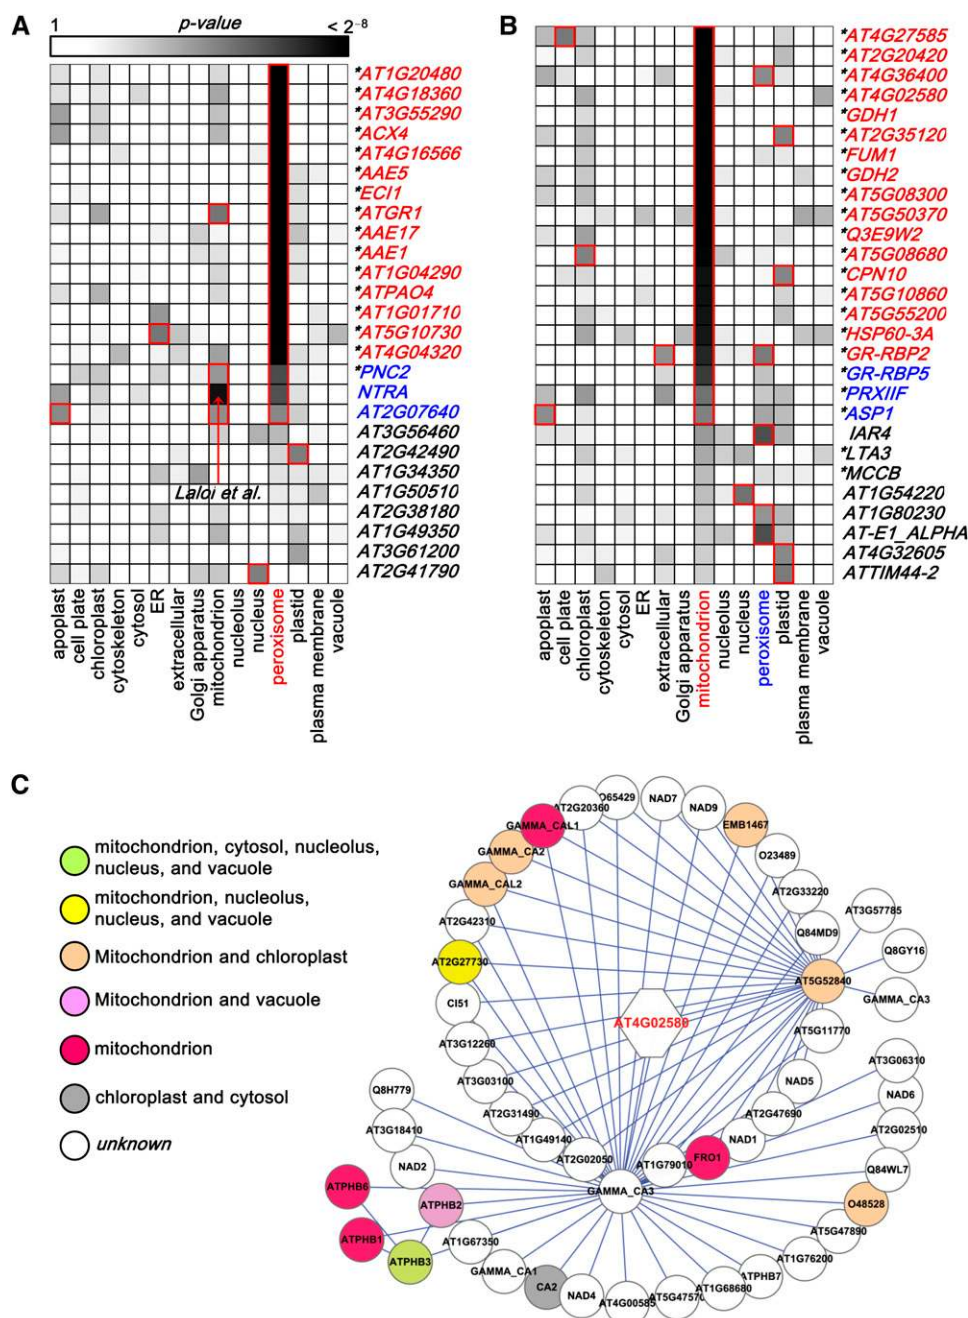 A
1 p-value < 2⁻⁸
*AT1G20480
*AT4G18360
*AT3G55290
*ACX4
*AT4G16566
*AAE5
*ECI1
*ATGR1
*AAE17
*AAE1
*AT1G04290
*ATPAO4
*AT1G01710
*AT5G10730
*AT4G04320
*PNC2
NTRA
AT2G07640
AT3G56460
AT2G42490
AT1G34350
AT1G50510
AT2G38180
AT1G49350
AT3G61200
AT2G41790
Laloi et al.
apoplast
cell plate
chloroplast
cytoskeleton
cytosol
ER
extracellular
Golgi apparatus
mitochondrion
nucleolus
nucleus
peroxisome
plastid
plasma membrane
vacuole
B
*AT4G27585
*AT2G20420
*AT4G36400
*AT4G02580
*GDH1
*AT2G35120
*FUM1
*GDH2
*AT5G08300
*AT5G50370
*Q3E9W2
*AT5G08680
*CPN10
*AT5G10860
*AT5G55200
*HSP60-3A
*GR-RBP2
*GR-RBP5
*PRXIIF
*ASP1
IAR4
*LTA3
*MCCB
AT1G54220
AT1G80230
AT-E1_ALPHA
AT4G32605
ATTIM44-2
apoplast
cell plate
chloroplast
cytoskeleton
cytosol
ER
extracellular
Golgi apparatus
mitochondrion
nucleolus
nucleus
peroxisome
plastid
plasma membrane
vacuole
C
mitochondrion, cytosol, nucleolus,
nucleus, and vacuole
mitochondrion, nucleolus,
nucleus, and vacuole
Mitochondrion and chloroplast
Mitochondrion and vacuole
mitochondrion
chloroplast and cytosol
unknown
O65429
NAD7
NAD9
AT2G20360
GAMMA_CAL1
EMB1467
GAMMA_CA2
O23489
GAMMA_CAL2
AT2G33220
AT3G57785
AT2G42310
Q84MD9
Q8GY16
AT2G27730
AT5G52840
CI51
GAMMA_CA3
AT4G02580
AT5G11770
AT3G12260
AT3G06310
AT3G03100
NAD5
Q8H779
NAD6
AT2G31490
AT2G47690
AT3G18410
AT1G49140
NAD1
AT2G02510
NAD2
AT2G02050
AT1G79010
FRO1
Q84WL7
ATPHB6
GAMMA_CA3
ATPHB2
O48528
ATPHB1
AT1G67350
AT5G47890
ATPHB3
GAMMA_CA1
AT1G76200
CA2
NAD4
AT4G00585
AT5G47570
AT1G68680
ATPHB7